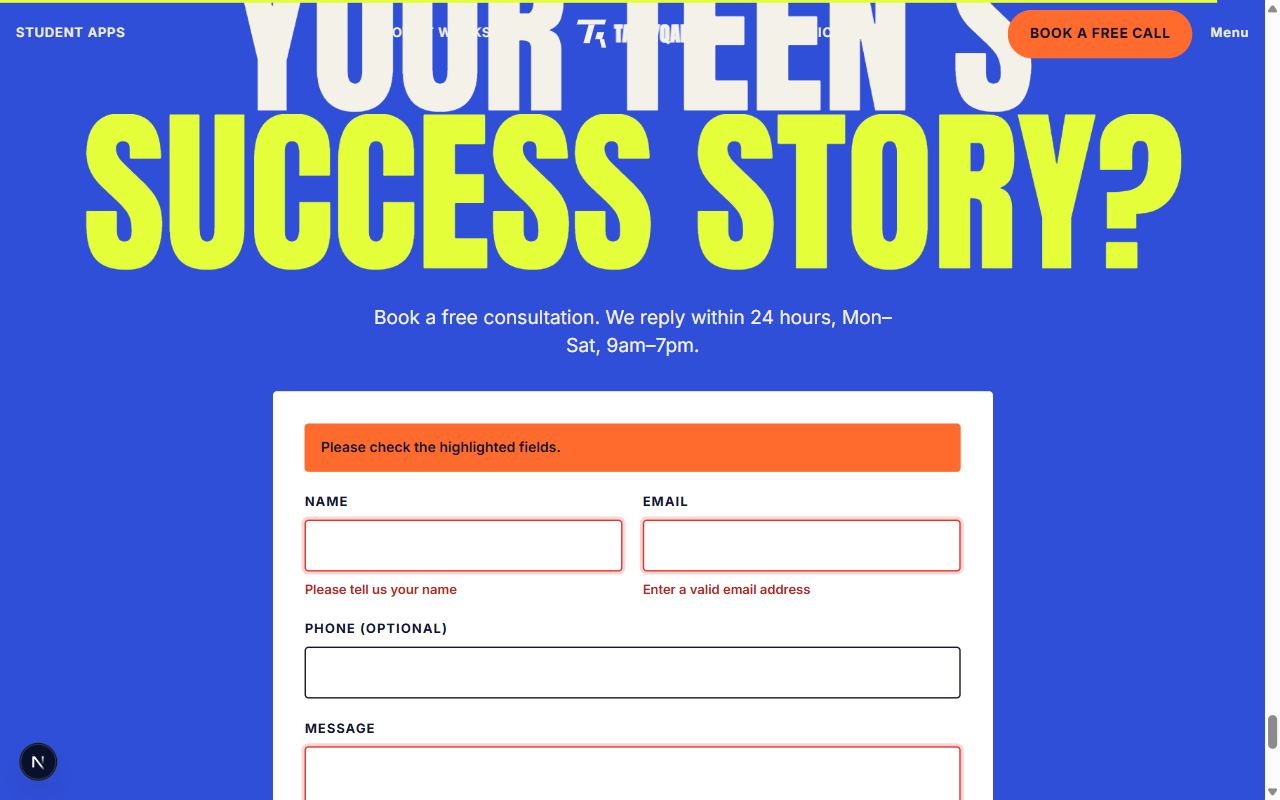 STUDENT APPS
BOOK A FREE CALL
Menu
YOUR TEEN'S
SUCCESS STORY?
Book a free consultation. We reply within 24 hours, Mon–
Sat, 9am–7pm.
Please check the highlighted fields.
NAME
EMAIL
Please tell us your name
Enter a valid email address
PHONE (OPTIONAL)
MESSAGE
N